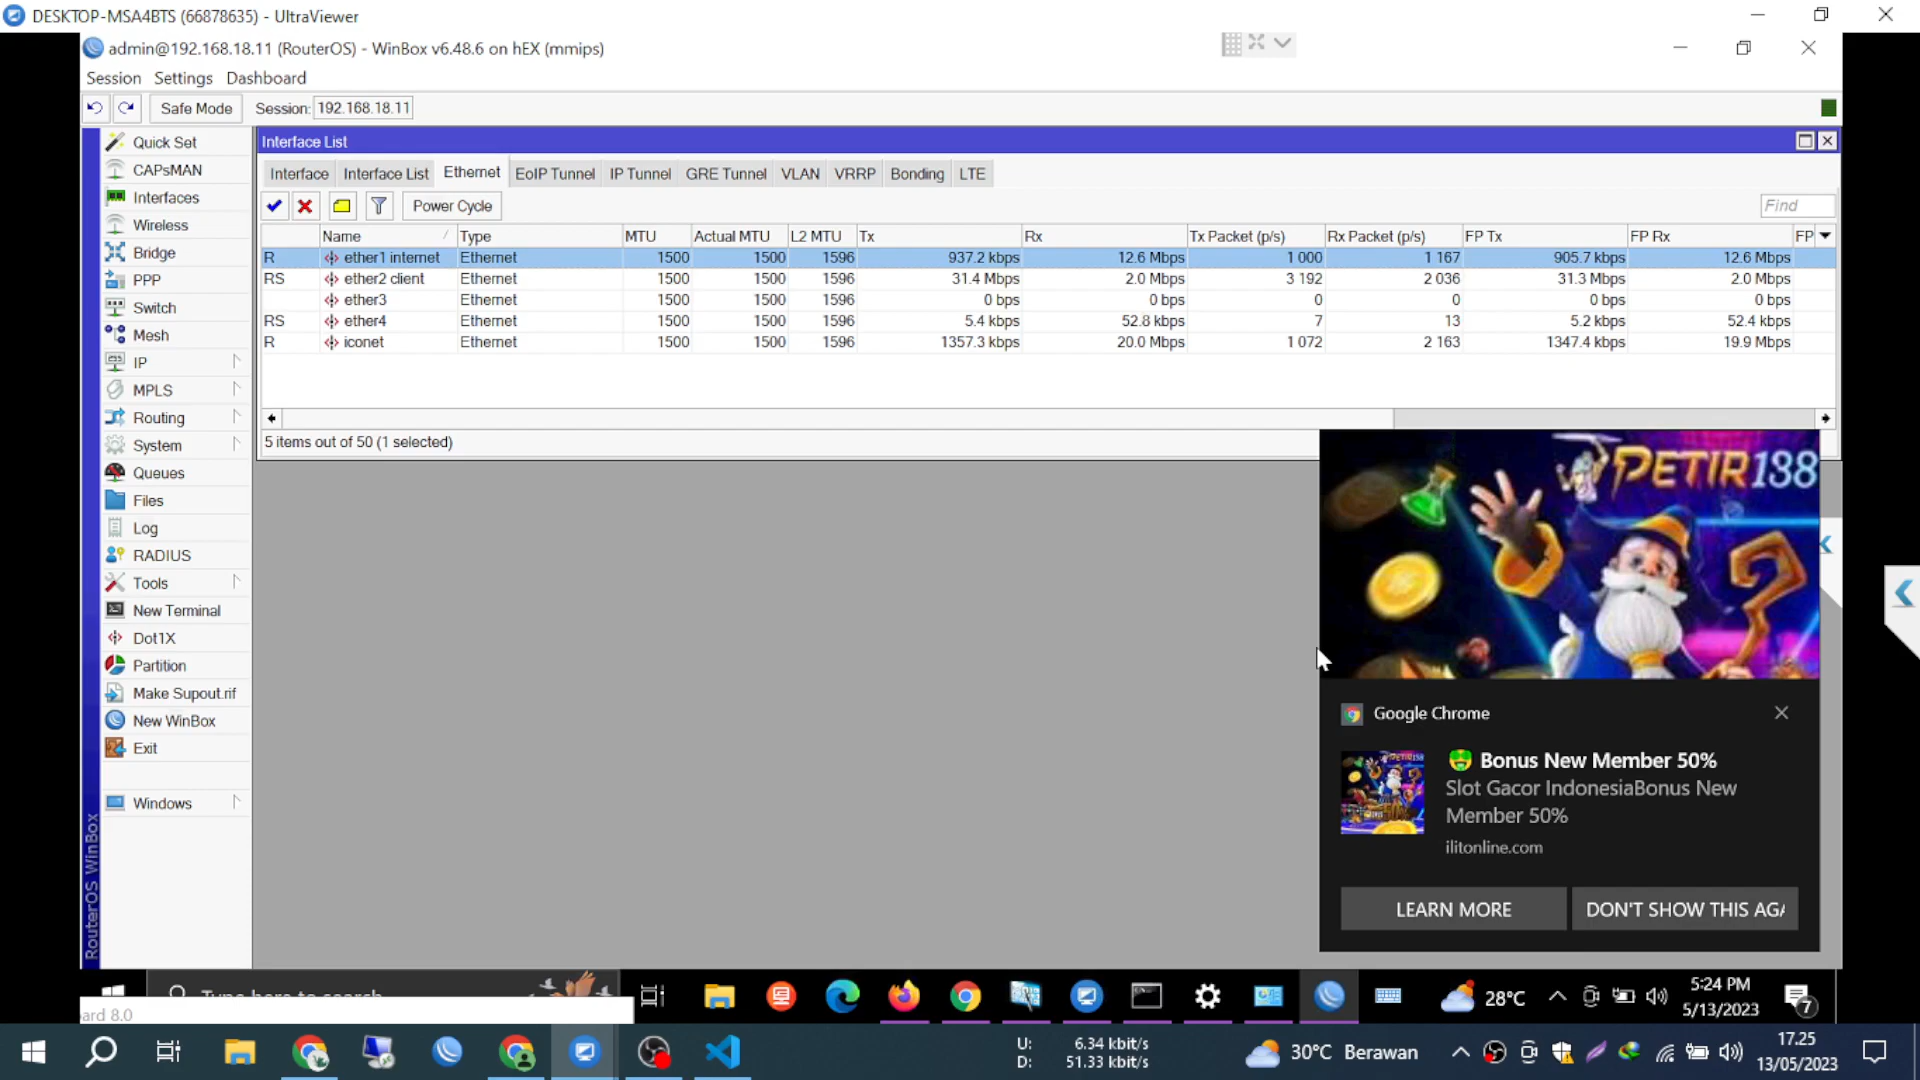 DESKTOP-MSA4BTS (66878635) - UltraViewer
admin@192.168.18.11 (RouterOS) - WinBox v6.48.6 on hEX (mmips)
Session Settings Dashboard
Safe Mode Session: 192.168.18.11
Interface List
Interface Interface List Ethernet EoIP Tunnel IP Tunnel GRE Tunnel VLAN VRRP Bonding LTE
Power Cycle Find
Name Type MTU Actual MTU L2 MTU Tx Rx Tx Packet (p/s) Rx Packet (p/s) FP Tx FP Rx FP
R ether1 internet Ethernet 1500 1500 1596 937.2 kbps 12.6 Mbps 1 000 1 167 905.7 kbps 12.6 Mbps
RS ether2 client Ethernet 1500 1500 1596 31.4 Mbps 2.0 Mbps 3 192 2 036 31.3 Mbps 2.0 Mbps
ether3 Ethernet 1500 1500 1596 0 bps 0 bps 0 0 0 bps 0 bps
RS ether4 Ethernet 1500 1500 1596 5.4 kbps 52.8 kbps 7 13 5.2 kbps 52.4 kbps
R iconet Ethernet 1500 1500 1596 1357.3 kbps 20.0 Mbps 1 072 2 163 1347.4 kbps 19.9 Mbps
5 items out of 50 (1 selected)
Quick Set
CAPsMAN
Interfaces
Wireless
Bridge
PPP
Switch
Mesh
IP
MPLS
Routing
System
Queues
Files
Log
RADIUS
Tools
New Terminal
Dot1X
Partition
Make Supout.rif
New WinBox
Exit
Windows
RouterOS WinBox
PETIR138
Google Chrome
PETIR138
Bonus New Member 50%
Slot Gacor IndonesiaBonus New
Member 50%
ilitonline.com
LEARN MORE DON'T SHOW THIS AGA
Type here to search
28°C
5:24 PM
5/13/2023
7
ard 8.0
U: 6.34 kbit/s
D: 51.33 kbit/s
30°C Berawan
17.25
13/05/2023